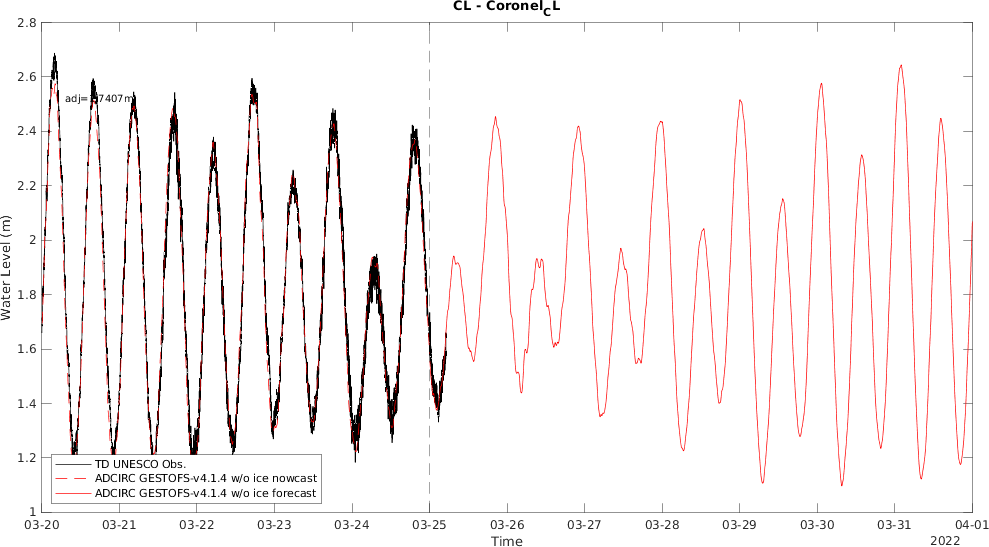 CL - Coronel_CL
2.8
2.6
2.4
2.2
2
1.8
1.6
1.4
1.2
1
Water Level (m)
TD UNESCO Obs.
ADCIRC GESTOFS-v4.1.4 w/o ice nowcast
ADCIRC GESTOFS-v4.1.4 w/o ice forecast
03-20 03-21 03-22 03-23 03-24 03-25 03-26 03-27 03-28 03-29 03-30 03-31 04-01
Time
2022